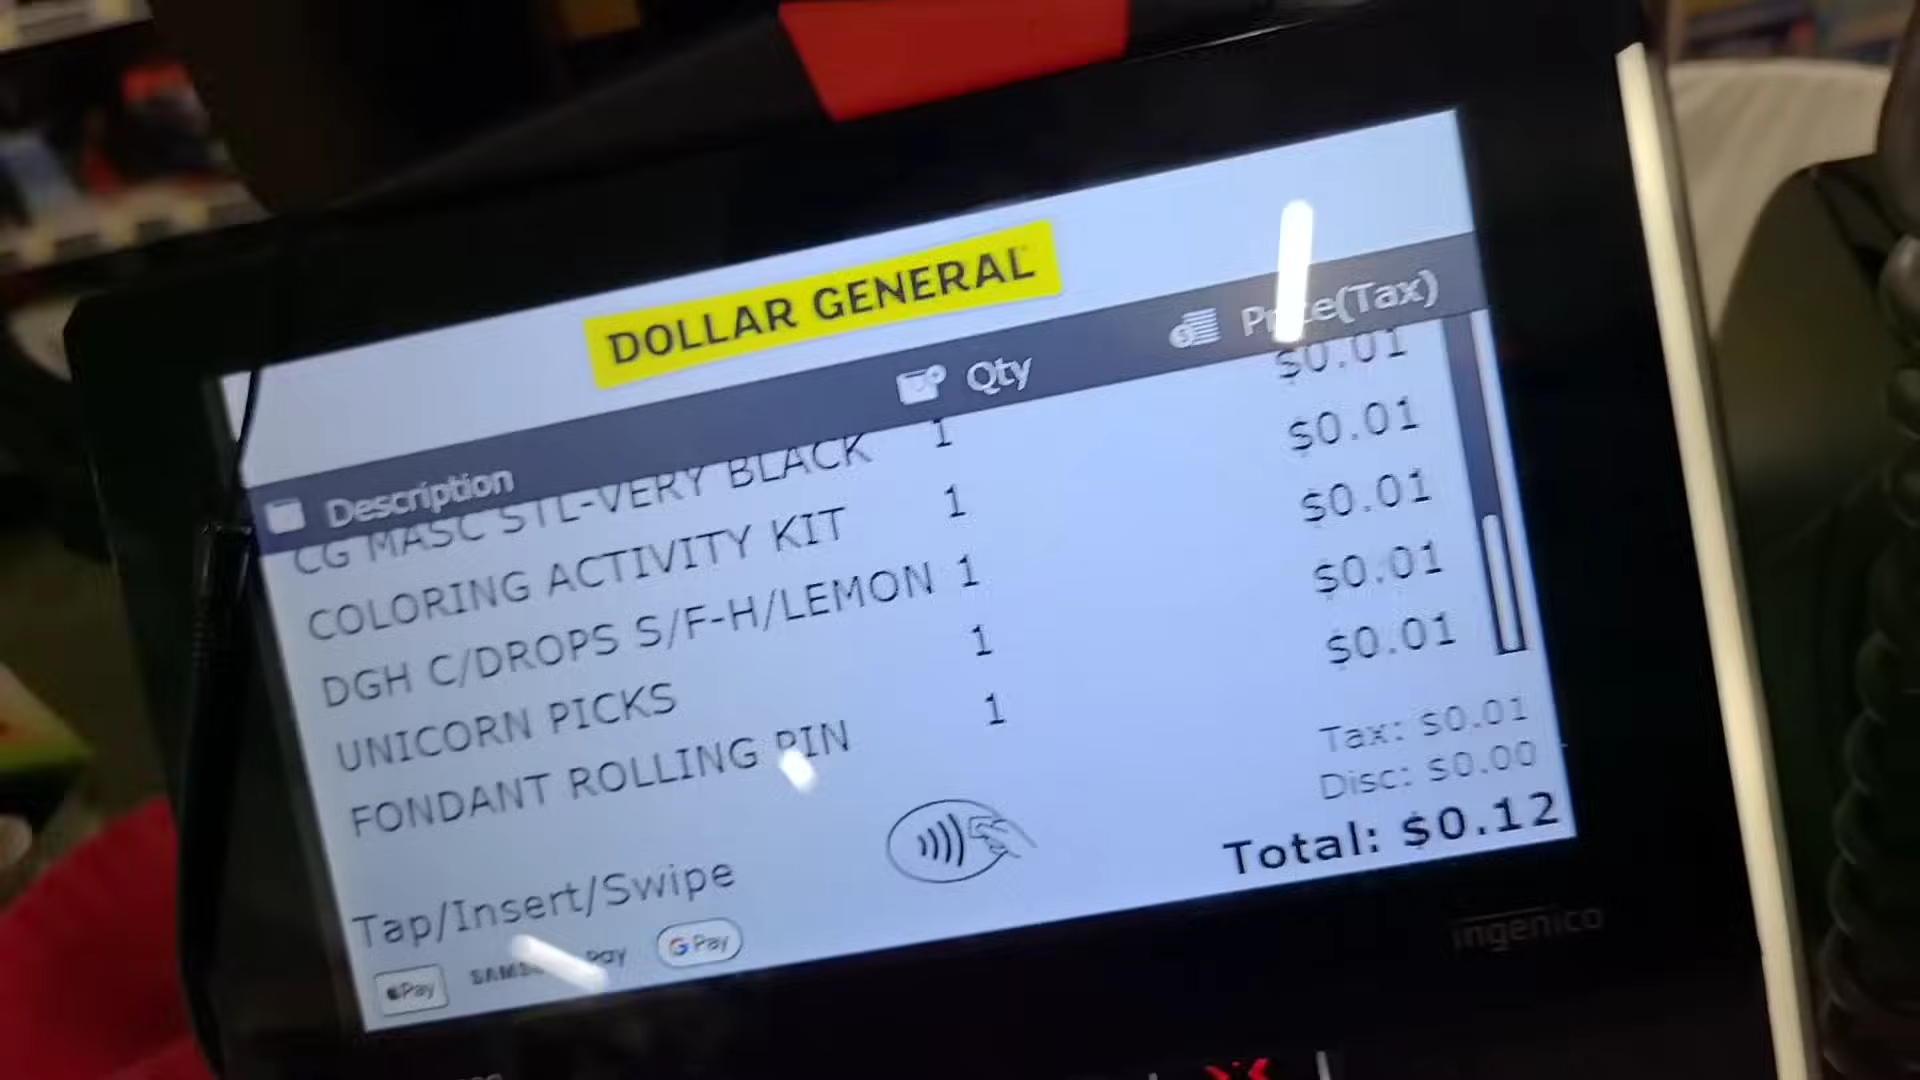 DOLLAR GENERAL
Description Qty Price(Tax)
CG MASC STL-VERY BLACK 1 $0.01
COLORING ACTIVITY KIT 1 $0.01
DGH C/DROPS S/F-H/LEMON 1 $0.01
UNICORN PICKS 1 $0.01
FONDANT ROLLING PIN 1 $0.01
Tax: $0.01
Disc: $0.00
Total: $0.12
Tap/Insert/Swipe
Pay SAMSUNG Pay G Pay
ingenico